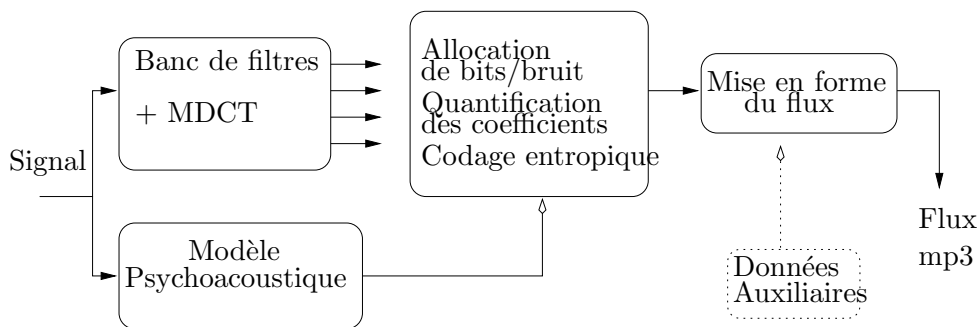 Signal
Banc de filtres
+ MDCT
Modèle
Psychoacoustique
Allocation
de bits/bruit
Quantification
des coefficients
Codage entropique
Mise en forme
du flux
Données
Auxiliaires
Flux
mp3